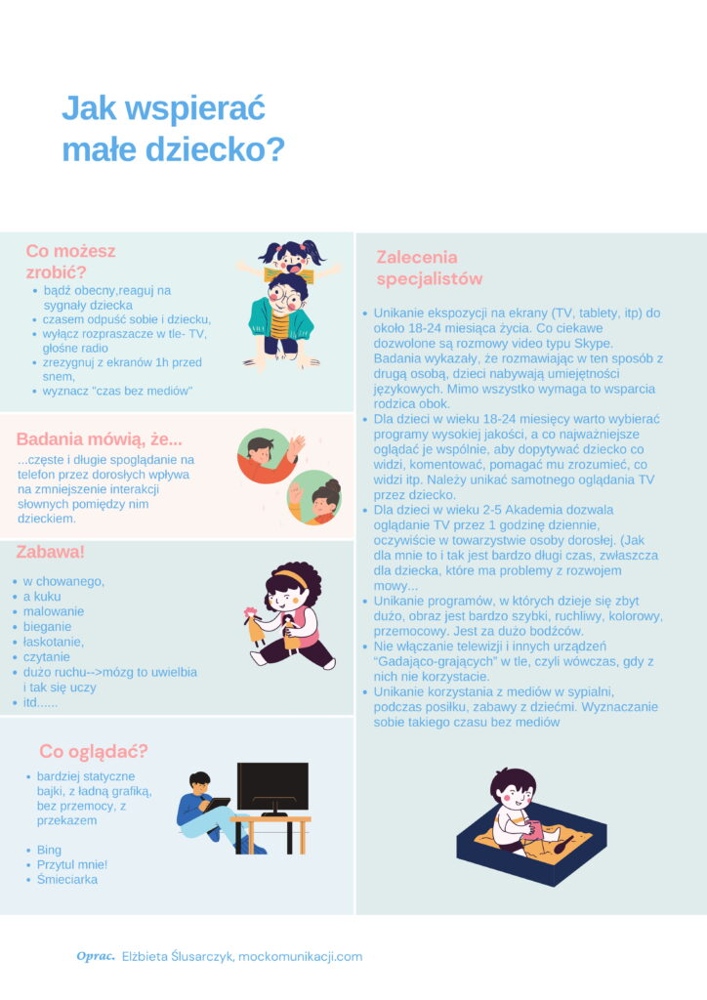 Jak wspierać
małe dziecko?
Co możesz
zrobić?
• bądź obecny,reaguj na
sygnały dziecka
• czasem odpuść sobie i dziecku,
• wyłącz rozpraszacze w tle- TV,
głośne radio
• zrezygnuj z ekranów 1h przed
snem,
• wyznacz "czas bez mediów"
Badania mówią, że...
...częste i długie spoglądanie na
telefon przez dorosłych wpływa
na zmniejszenie interakcji
słownych pomiędzy nim
dzieckiem.
Zabawa!
• w chowanego,
• a kuku
• malowanie
• bieganie
• łaskotanie,
• czytanie
• dużo ruchu-->mózg to uwielbia
i tak się uczy
• itd......
Co oglądać?
• bardziej statyczne
bajki, z ładną grafiką,
bez przemocy, z
przekazem
• Bing
• Przytul mnie!
• Śmieciarka
Zalecenia
specjalistów
• Unikanie ekspozycji na ekrany (TV, tablety, itp) do
około 18-24 miesiąca życia. Co ciekawe
dozwolone są rozmowy video typu Skype.
Badania wykazały, że rozmawiając w ten sposób z
drugą osobą, dzieci nabywają umiejętności
językowych. Mimo wszystko wymaga to wsparcia
rodzica obok.
• Dla dzieci w wieku 18-24 miesięcy warto wybierać
programy wysokiej jakości, a co najważniejsze
oglądać je wspólnie, aby dopytywać dziecko co
widzi, komentować, pomagać mu zrozumieć, co
widzi itp. Należy unikać samotnego oglądania TV
przez dziecko.
• Dla dzieci w wieku 2-5 Akademia dozwala
oglądanie TV przez 1 godzinę dziennie,
oczywiście w towarzystwie osoby dorosłej. (Jak
dla mnie to i tak jest bardzo długi czas, zwłaszcza
dla dziecka, które ma problemy z rozwojem
mowy...
• Unikanie programów, w których dzieje się zbyt
dużo, obraz jest bardzo szybki, ruchliwy, kolorowy,
przemocowy. Jest za dużo bodźców.
• Nie włączanie telewizji i innych urządzeń
“Gadająco-grających” w tle, czyli wówczas, gdy z
nich nie korzystacie.
• Unikanie korzystania z mediów w sypialni,
podczas posiłku, zabawy z dziećmi. Wyznaczanie
sobie takiego czasu bez mediów
Oprac. Elżbieta Ślusarczyk, mockomunikacji.com